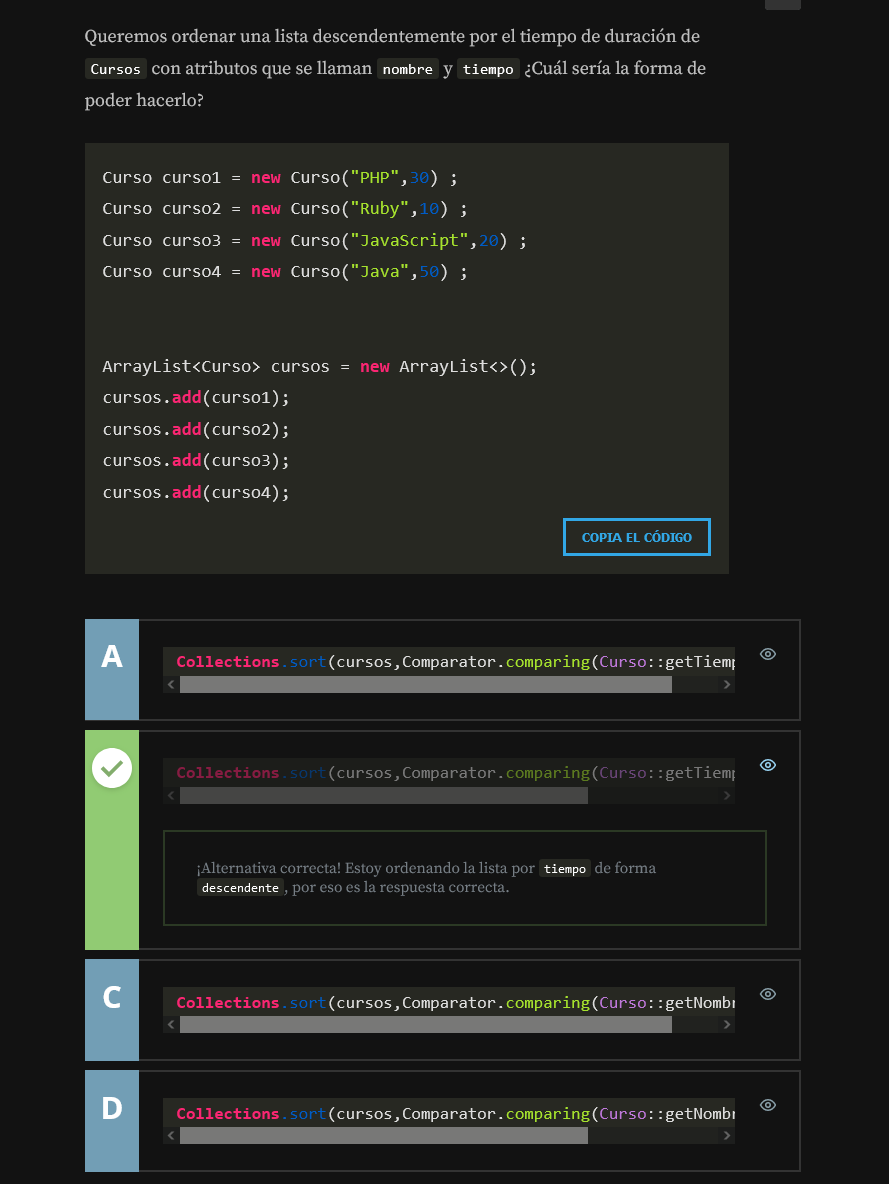 Queremos ordenar una lista descendentemente por el tiempo de duración de
Cursos con atributos que se llaman nombre y tiempo ¿Cuál sería la forma de
poder hacerlo?
Curso curso1 = new Curso("PHP",30) ;
Curso curso2 = new Curso("Ruby",10) ;
Curso curso3 = new Curso("JavaScript",20) ;
Curso curso4 = new Curso("Java",50) ;
ArrayList<Curso> cursos = new ArrayList<>();
cursos.add(curso1);
cursos.add(curso2);
cursos.add(curso3);
cursos.add(curso4);
COPIA EL CÓDIGO
A
Collections.sort(cursos,Comparator.comparing(Curso::getTiemp
Collections.sort(cursos,Comparator.comparing(Curso::getTiemp
¡Alternativa correcta! Estoy ordenando la lista por tiempo de forma
descendente, por eso es la respuesta correcta.
C
Collections.sort(cursos,Comparator.comparing(Curso::getNombr
D
Collections.sort(cursos,Comparator.comparing(Curso::getNombr